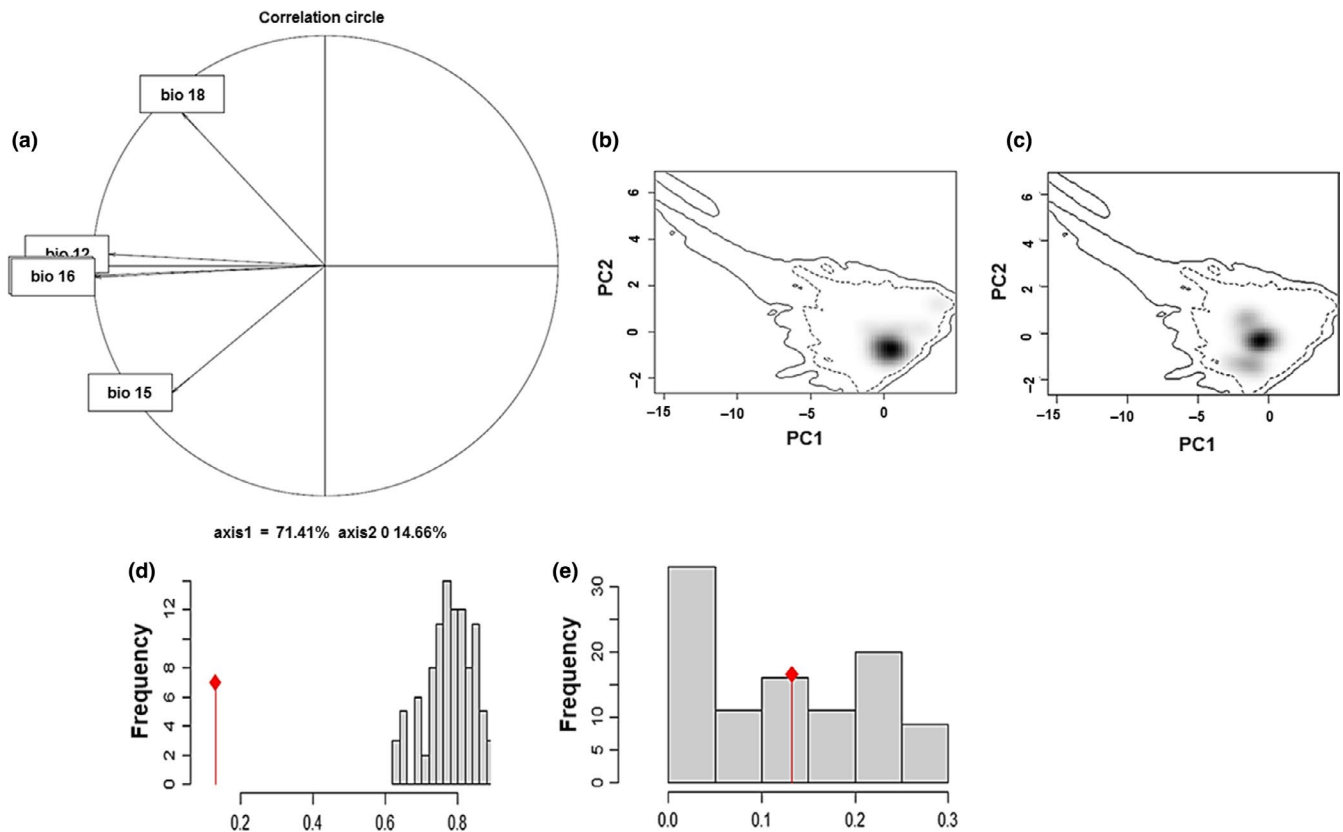 Correlation circle
(a)
bio 18
bio 12
bio 16
bio 15
axis1 = 71.41% axis2 0 14.66%
(b)
PC2
6
4
2
0
−2
−15 −10 −5 0
PC1
(c)
PC2
6
4
2
0
−2
−15 −10 −5 0
PC1
(d)
Frequency
12
8
6
4
2
0
0.2 0.4 0.6 0.8
(e)
Frequency
30
20
10
5
0
0.0 0.1 0.2 0.3